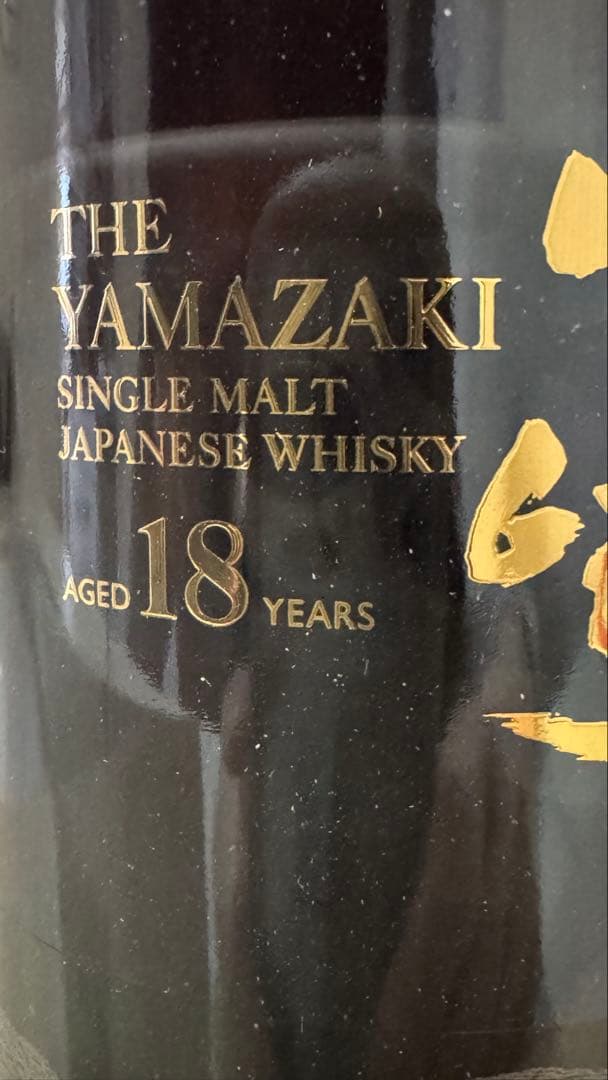 THE
YAMAZAKI
SINGLE MALT
JAPANESE WHISKY
AGED 18 YEARS